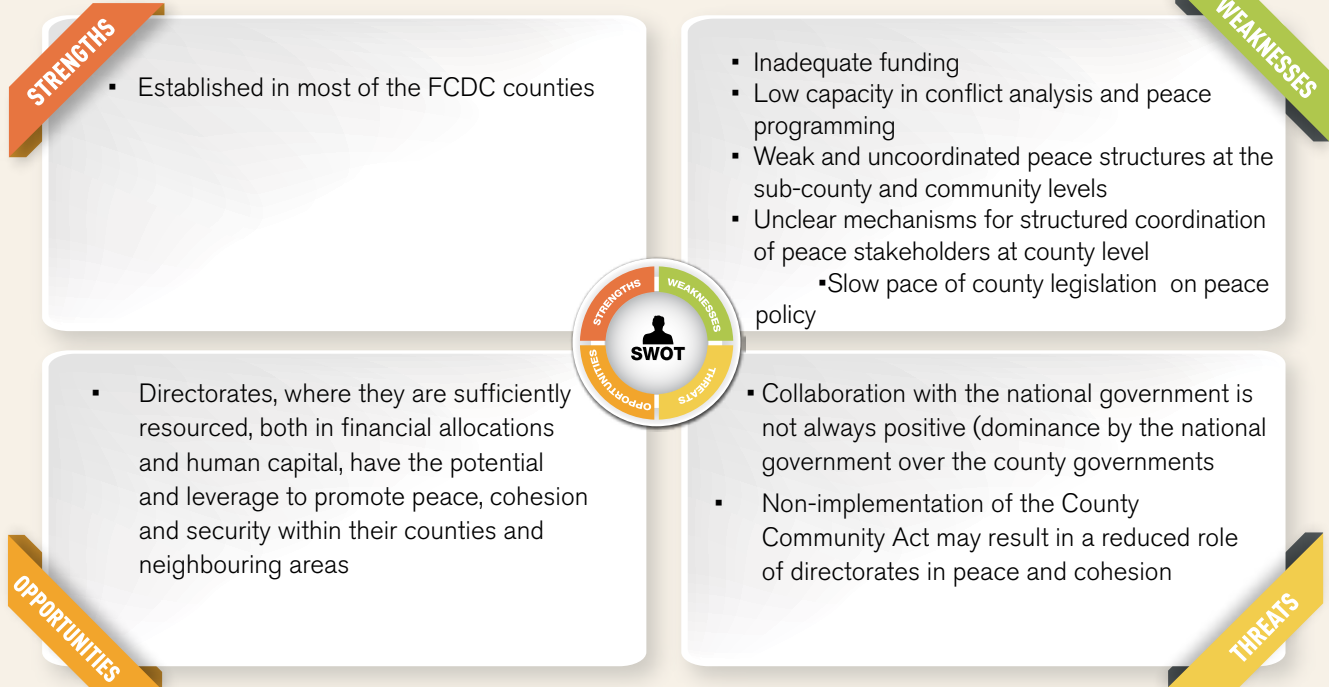 STRENGTHS
▪ Established in most of the FCDC counties
WEAKNESSES
▪ Inadequate funding
▪ Low capacity in conflict analysis and peace
programming
▪ Weak and uncoordinated peace structures at the
sub-county and community levels
▪ Unclear mechanisms for structured coordination
of peace stakeholders at county level
▪Slow pace of county legislation on peace
policy
STRENGTHS
WEAKNESSES
SWOT
OPPORTUNITIES
THREATS
▪ Directorates, where they are sufficiently
resourced, both in financial allocations
and human capital, have the potential
and leverage to promote peace, cohesion
and security within their counties and
neighbouring areas
OPPORTUNITIES
▪ Collaboration with the national government is
not always positive (dominance by the national
government over the county governments
▪ Non-implementation of the County
Community Act may result in a reduced role
of directorates in peace and cohesion
THREATS